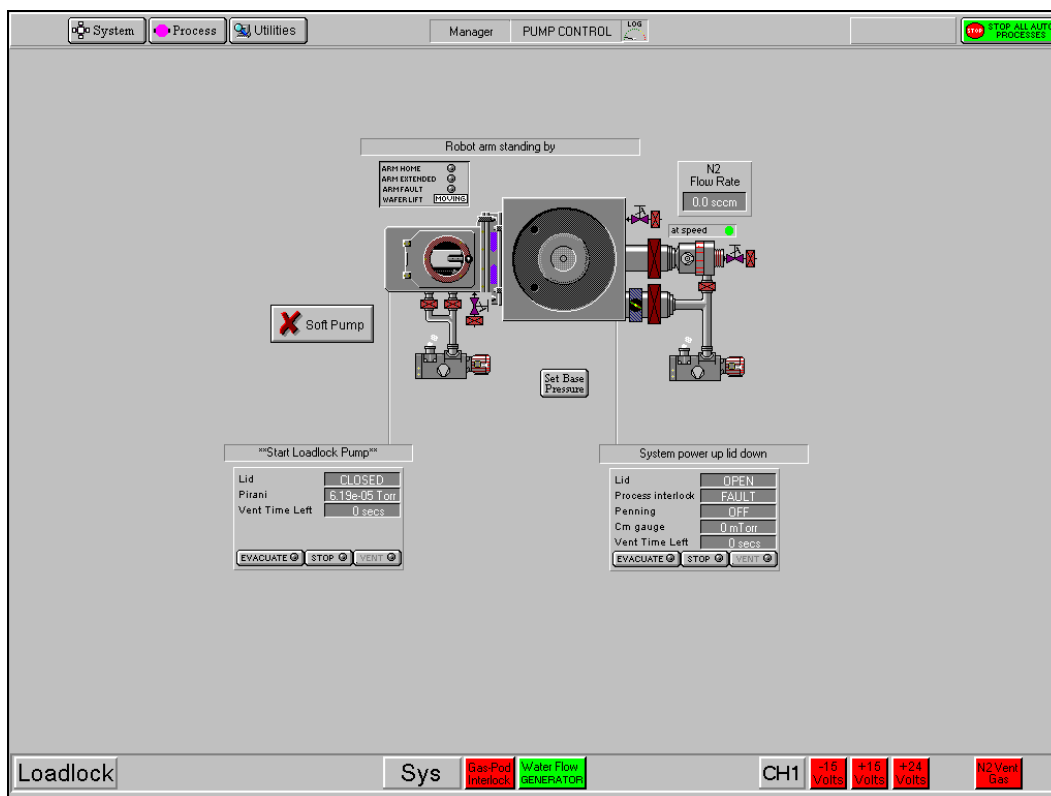 System Process Utilities Manager PUMP CONTROL LOG STOP STOP ALL AUTO
PROCESSES
Robot arm standing by
ARM HOME
ARM EXTENDED
ARM FAULT
WAFER LIFT MOVING
N2
Flow Rate
0.0 sccm
at speed
Soft Pump
Set Base
Pressure
**Start Loadlock Pump**
Lid CLOSED
Pirani 6.19e-05 Torr
Vent Time Left 0 secs
EVACUATE STOP VENT
System power up lid down
Lid OPEN
Process interlock FAULT
Penning OFF
Cm gauge 0 mTorr
Vent Time Left 0 secs
EVACUATE STOP VENT
Loadlock
Sys
Gas-Pod
Interlock
Water Flow
GENERATOR
CH1
-15
Volts
+15
Volts
+24
Volts
N2 Vent
Gas